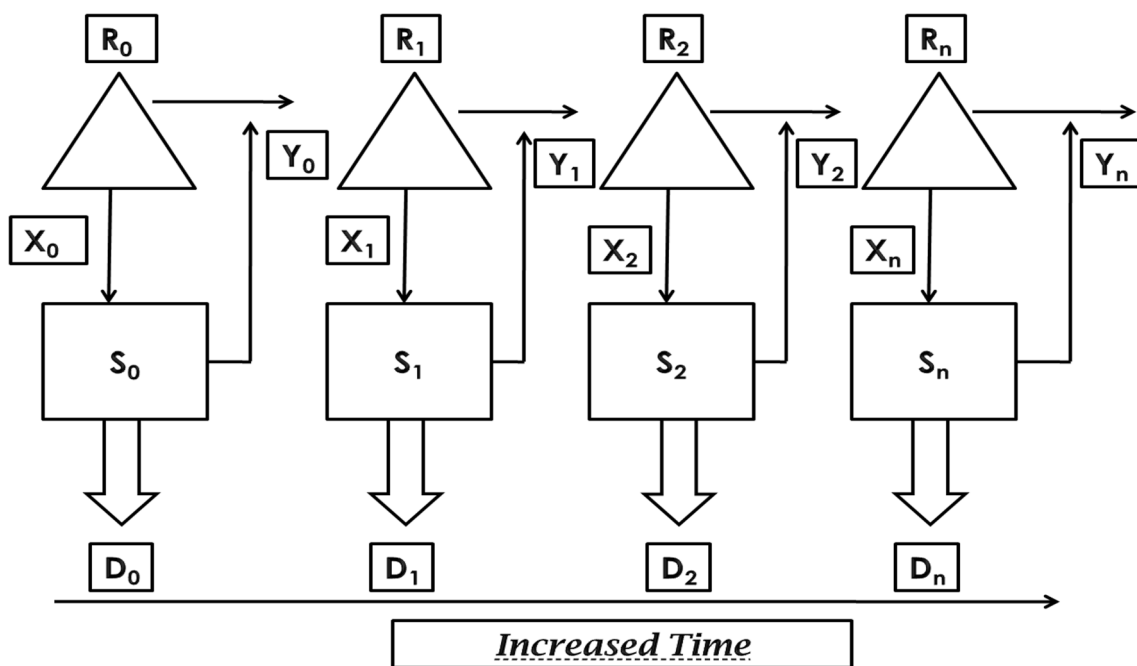 R₀ R₁ R₂ Rₙ
Y₀ Y₁ Y₂ Yₙ
X₀ X₁ X₂ Xₙ
S₀ S₁ S₂ Sₙ
D₀ D₁ D₂ Dₙ
Increased Time